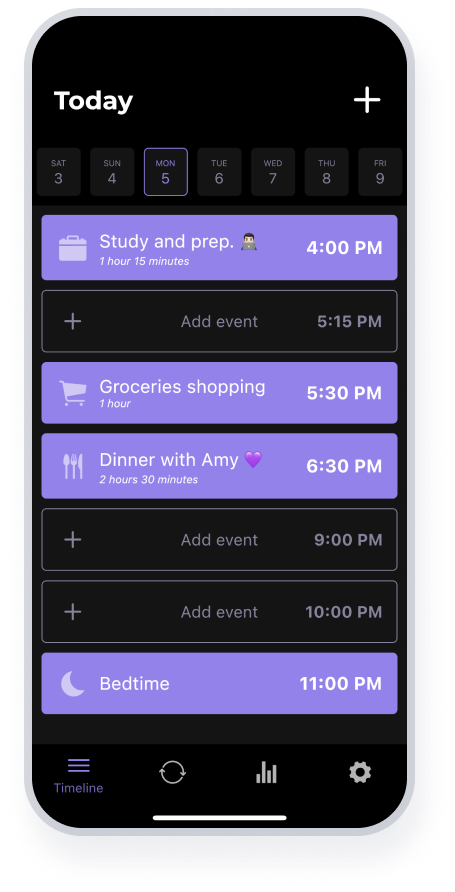 Today
SAT SUN MON TUE WED THU FRI
3 4 5 6 7 8 9
Study and prep. 👨🏻‍💻 4:00 PM
1 hour 15 minutes
Add event 5:15 PM
Groceries shopping 5:30 PM
1 hour
Dinner with Amy 💜 6:30 PM
2 hours 30 minutes
Add event 9:00 PM
Add event 10:00 PM
Bedtime 11:00 PM
Timeline